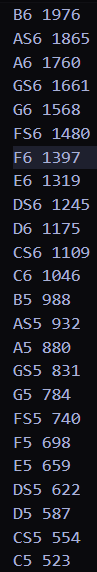 B6 1976
AS6 1865
A6 1760
GS6 1661
G6 1568
FS6 1480
F6 1397
E6 1319
DS6 1245
D6 1175
CS6 1109
C6 1046
B5 988
AS5 932
A5 880
GS5 831
G5 784
FS5 740
F5 698
E5 659
DS5 622
D5 587
CS5 554
C5 523